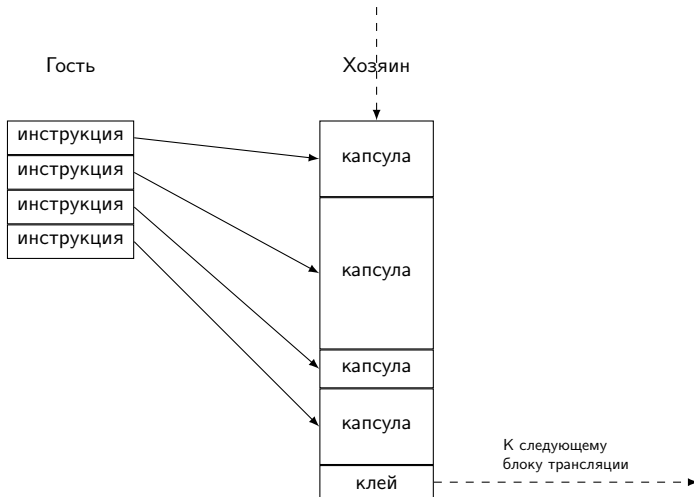 Гость
Хозяин
инструкция
инструкция
инструкция
инструкция
капсула
капсула
капсула
капсула
клей
К следующему
блоку трансляции